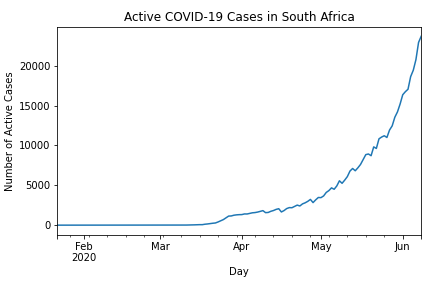 Active COVID-19 Cases in South Africa
Number of Active Cases
20000
15000
10000
5000
0
Feb Mar Apr May Jun
2020
Day